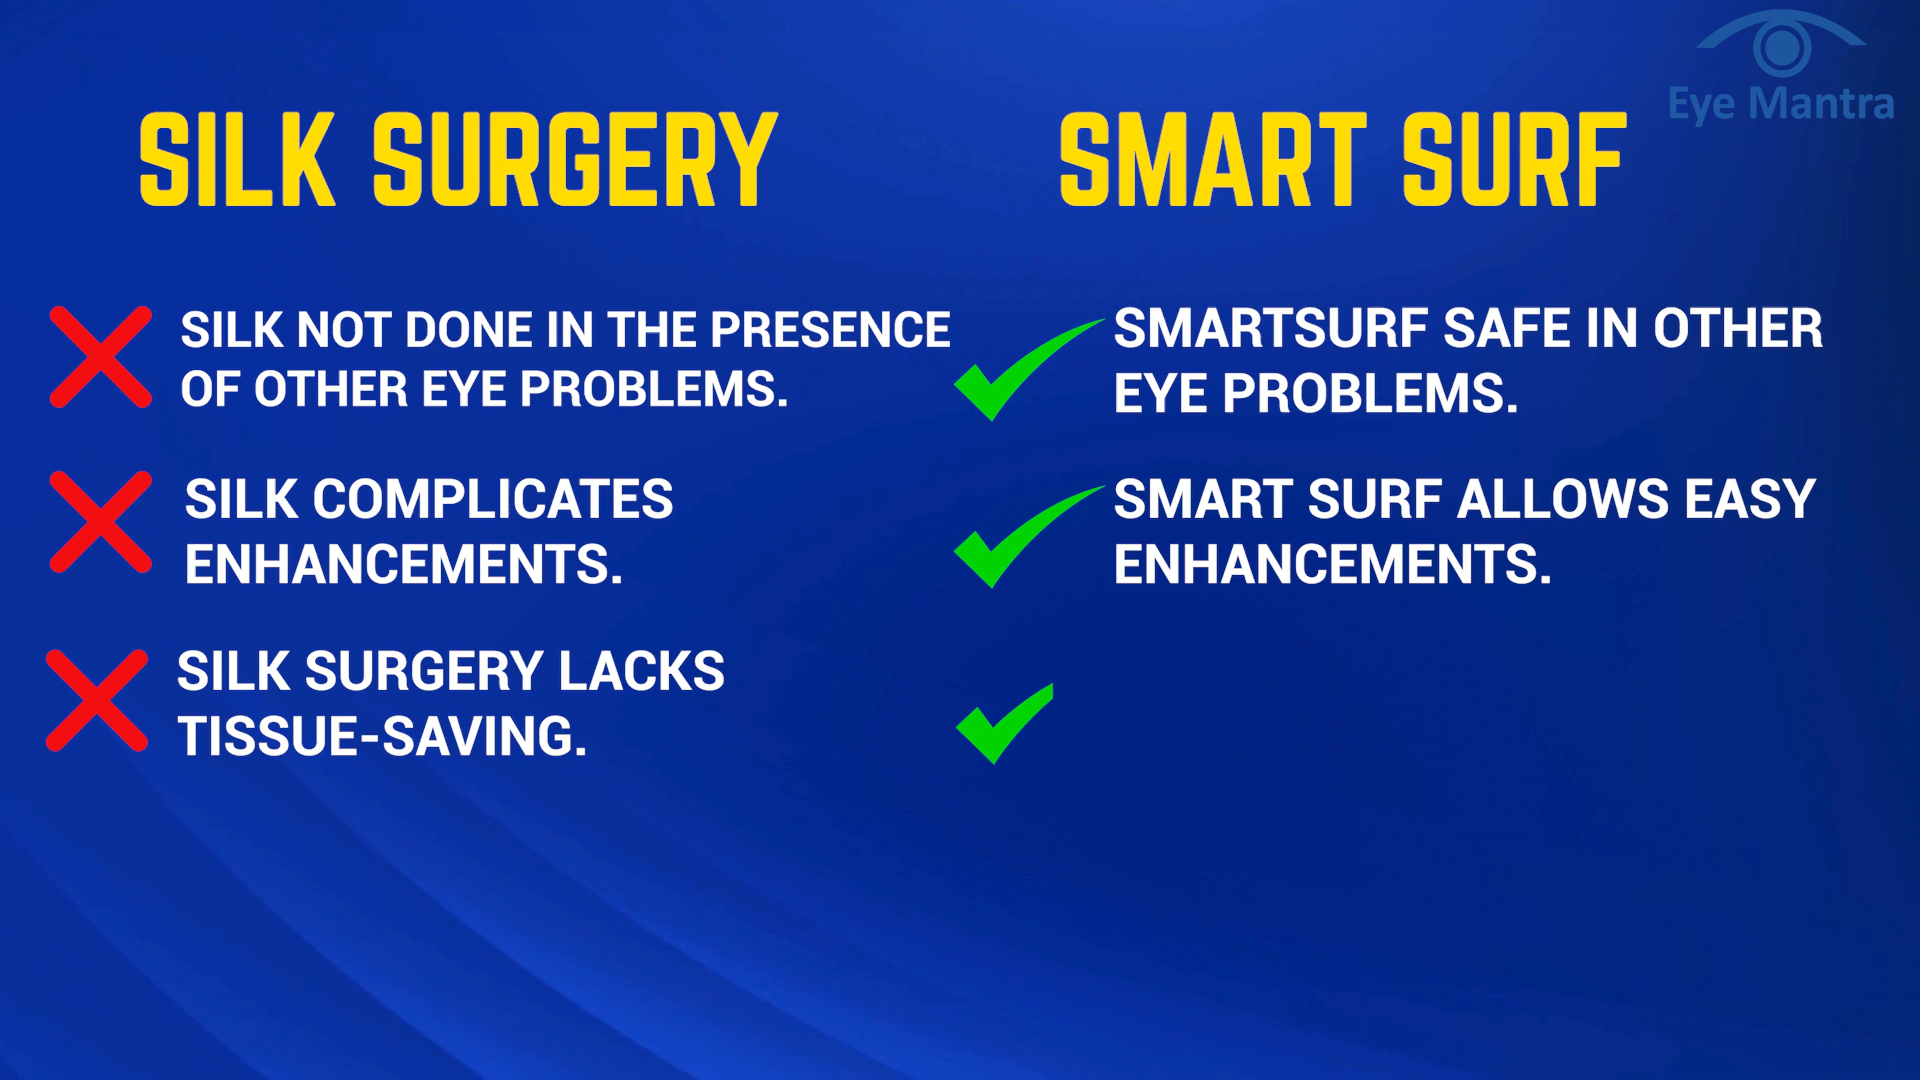 Eye Mantra
SILK SURGERY
SMART SURF
SILK NOT DONE IN THE PRESENCE
OF OTHER EYE PROBLEMS.
SMARTSURF SAFE IN OTHER
EYE PROBLEMS.
SILK COMPLICATES
ENHANCEMENTS.
SMART SURF ALLOWS EASY
ENHANCEMENTS.
SILK SURGERY LACKS
TISSUE-SAVING.